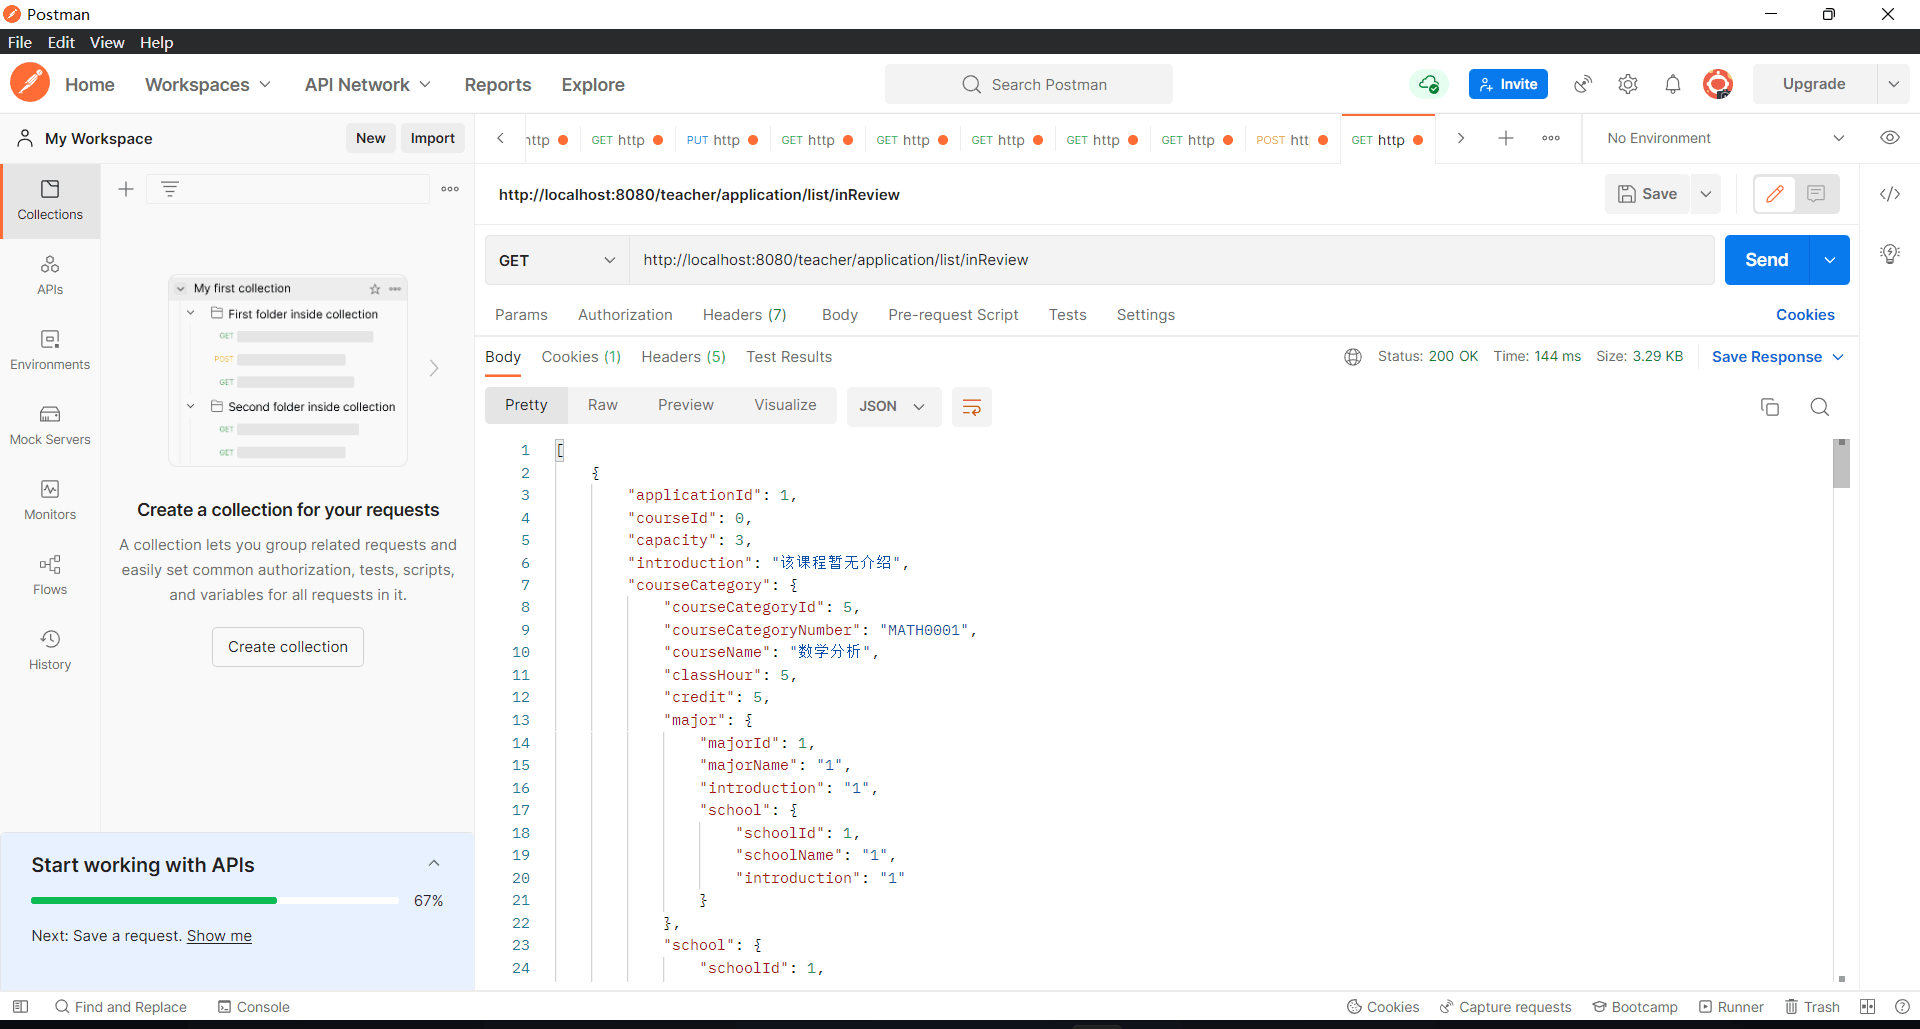 Postman
File Edit View Help
Home Workspaces API Network Reports Explore Search Postman Invite Upgrade
My Workspace New Import
http GET http PUT http GET http GET http GET http GET http GET http POST htt GET http No Environment
Collections
APIs
Environments
Mock Servers
Monitors
Flows
History
My first collection
First folder inside collection
GET
POST
GET
Second folder inside collection
GET
GET
Create a collection for your requests
A collection lets you group related requests and
easily set common authorization, tests, scripts,
and variables for all requests in it.
Create collection
Start working with APIs
67%
Next: Save a request. Show me
http://localhost:8080/teacher/application/list/inReview Save
GET http://localhost:8080/teacher/application/list/inReview Send
Params Authorization Headers (7) Body Pre-request Script Tests Settings Cookies
Body Cookies (1) Headers (5) Test Results Status: 200 OK Time: 144 ms Size: 3.29 KB Save Response
Pretty Raw Preview Visualize JSON
1 [
2 {
3 "applicationId": 1,
4 "courseId": 0,
5 "capacity": 3,
6 "introduction": "该课程暂无介绍",
7 "courseCategory": {
8 "courseCategoryId": 5,
9 "courseCategoryNumber": "MATH0001",
10 "courseName": "数学分析",
11 "classHour": 5,
12 "credit": 5,
13 "major": {
14 "majorId": 1,
15 "majorName": "1",
16 "introduction": "1",
17 "school": {
18 "schoolId": 1,
19 "schoolName": "1",
20 "introduction": "1"
21 }
22 },
23 "school": {
24 "schoolId": 1,
Find and Replace Console Cookies Capture requests Bootcamp Runner Trash